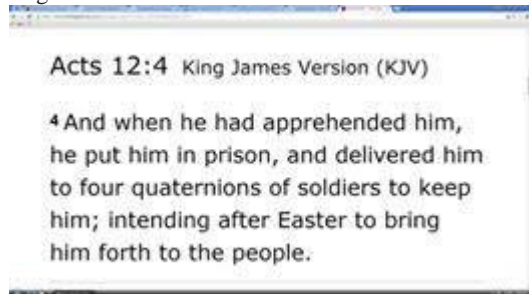 Acts 12:4 King James Version (KJV)
4 And when he had apprehended him,
he put him in prison, and delivered him
to four quaternions of soldiers to keep
him; intending after Easter to bring
him forth to the people.